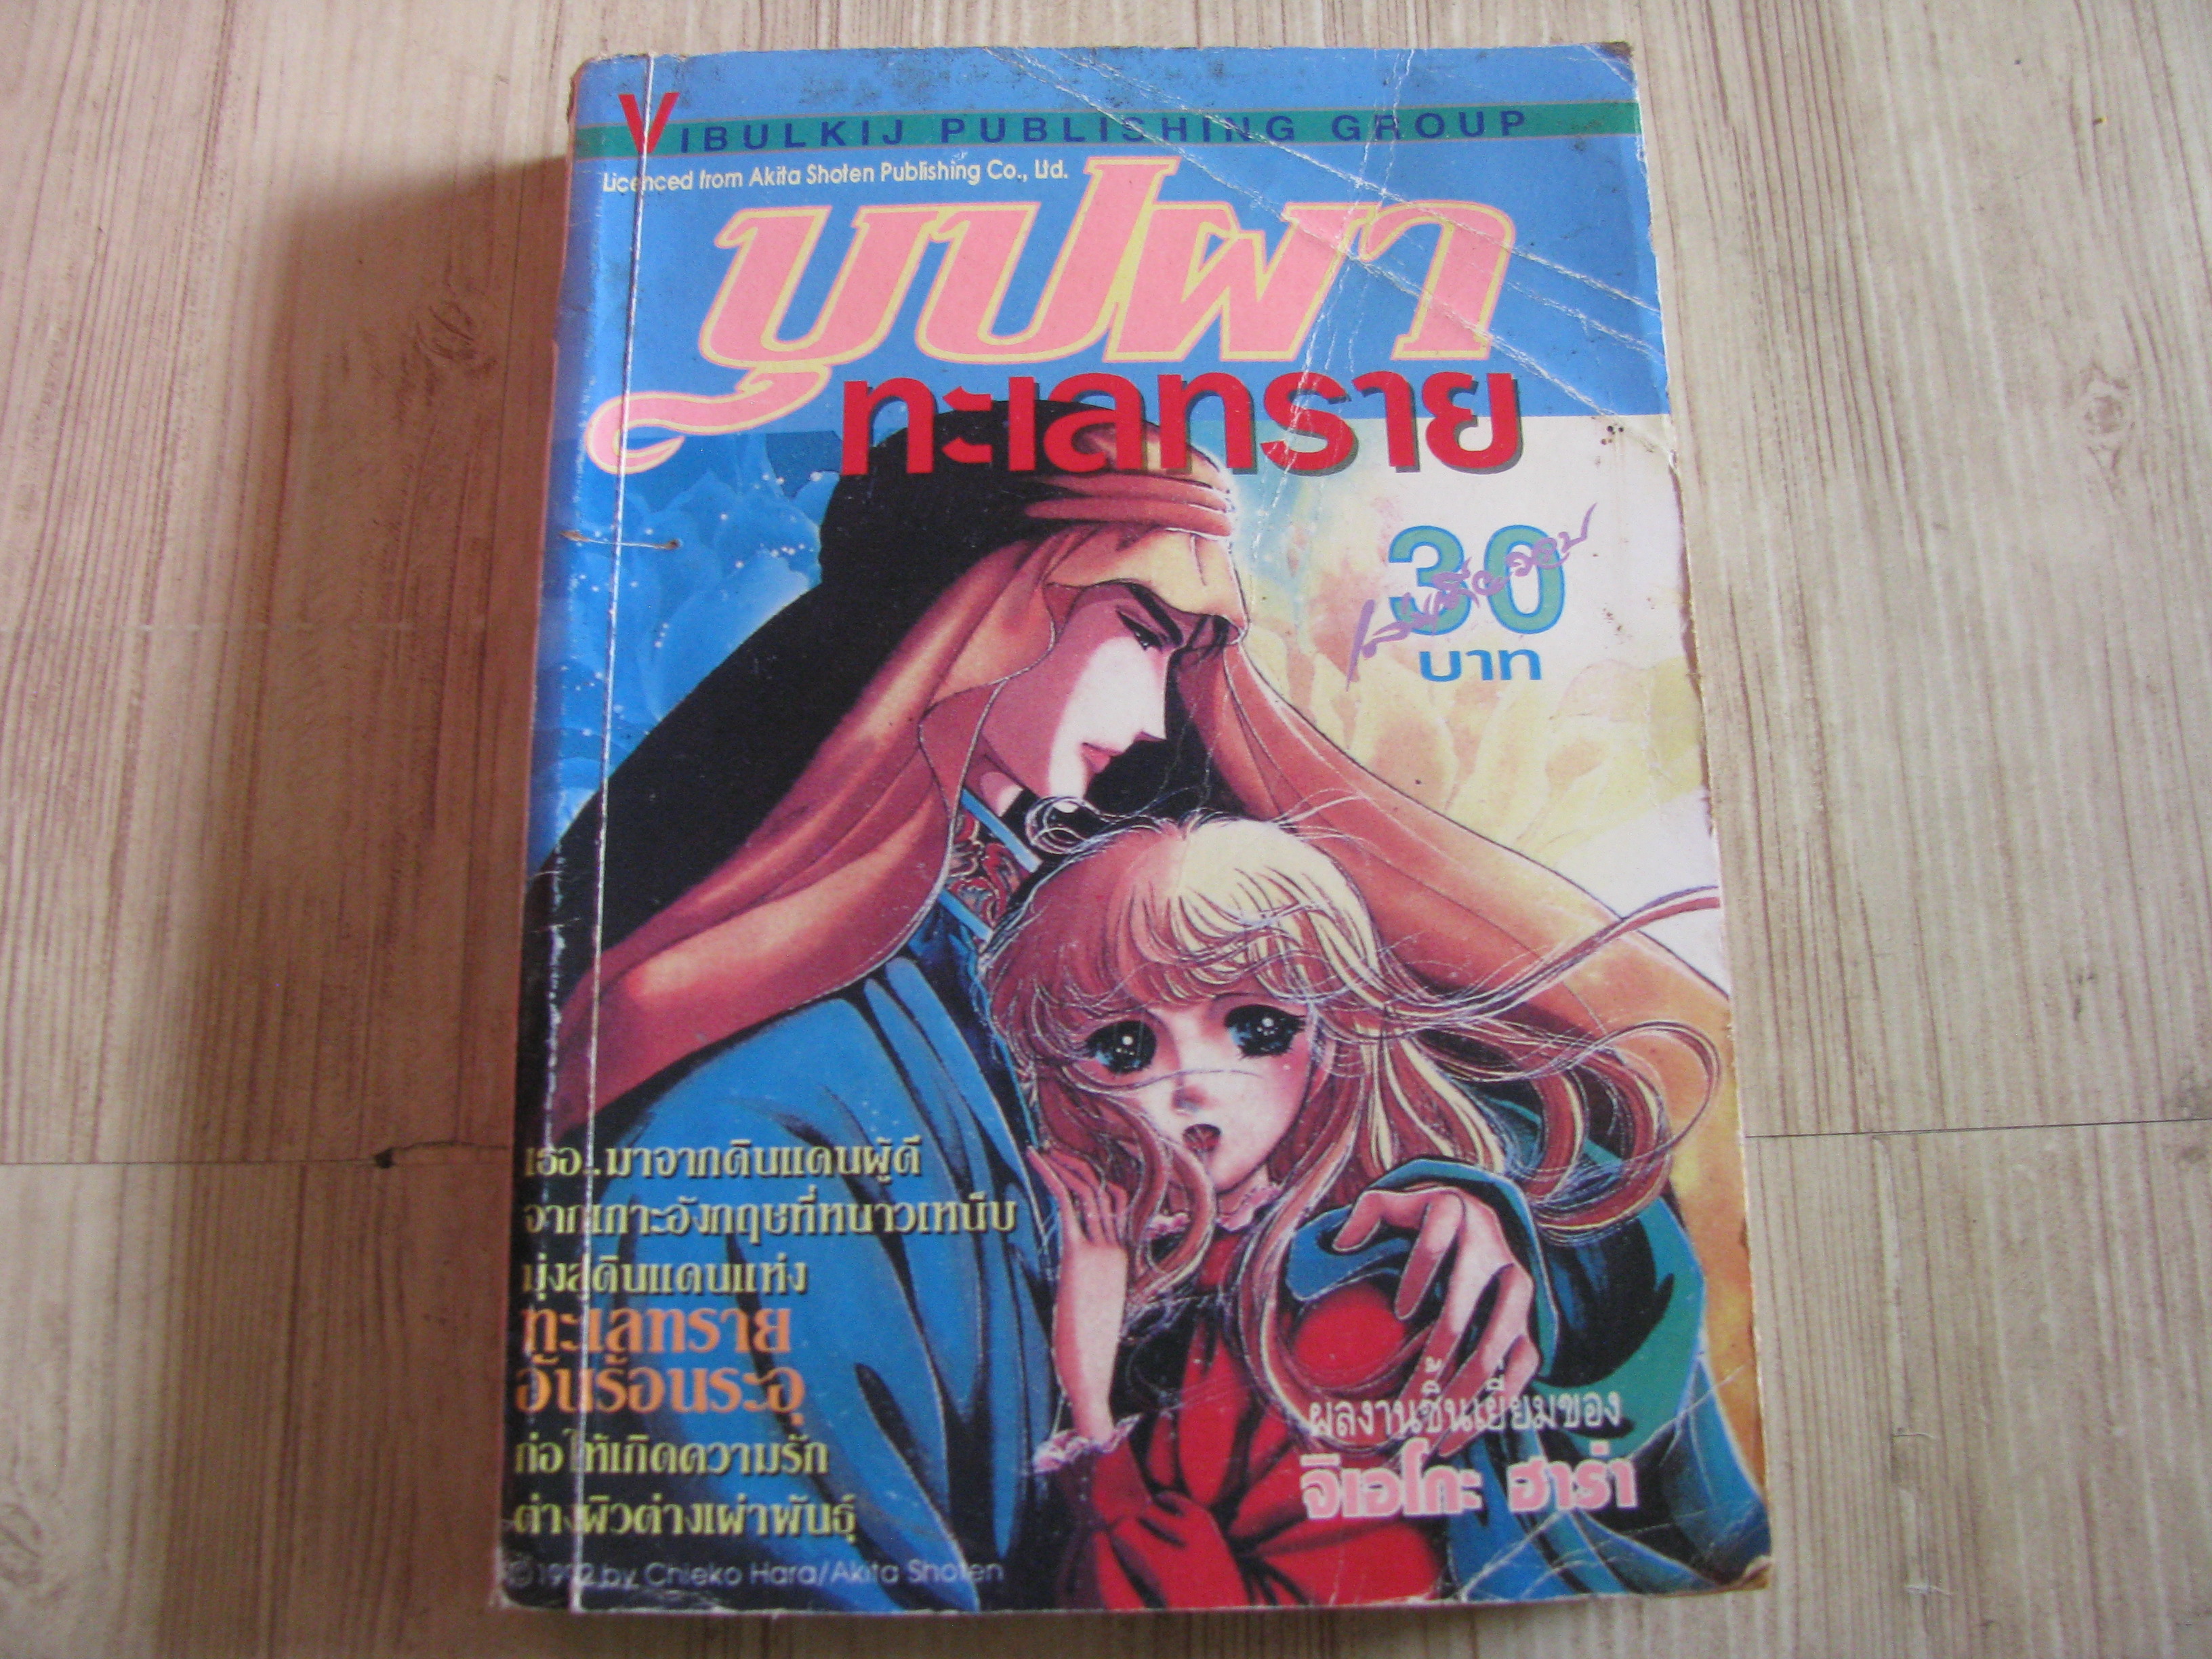 VIBULKIJ PUBLISHING GROUP
Licenced from Akita Shoten Publishing Co., Ltd.
บุปผา
ทะเลทราย
30
บาท
เธอ..มาจากดินแดนผู้ดี
จากเกาะอังกฤษที่หนาวเหน็บ
มุ่งสู่ดินแดนแห่ง
ทะเลทราย
อันร้อนระอุ
ก่อให้เกิดความรัก
ต่างผิวต่างเผ่าพันธุ์
ผลงานชิ้นเยี่ยมของ
จิเอโกะ ฮาร่า
© 1992 by Chieko Hara/Akita Shoten